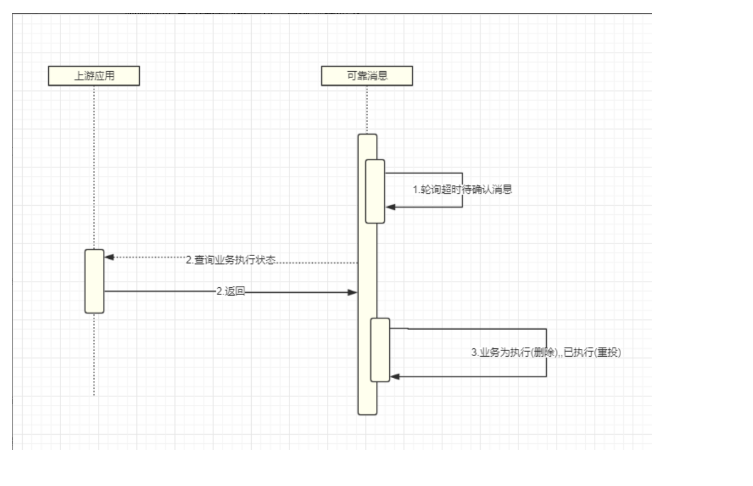 上游应用
可靠消息
1.轮询超时待确认消息
2.查询业务执行状态
2.返回
3.业务为执行(删除),,已执行(重投)